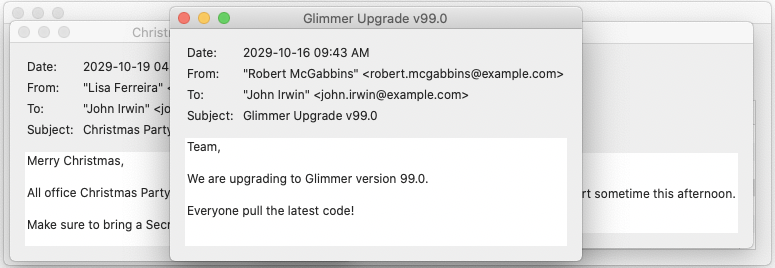 Glimmer Upgrade v99.0
Date: 2029-10-16 09:43 AM
From: "Robert McGabbins" <robert.mcgabbins@example.com>
To: "John Irwin" <john.irwin@example.com>
Subject: Glimmer Upgrade v99.0
Team,
We are upgrading to Glimmer version 99.0.
Everyone pull the latest code!
Christ
Date: 2029-10-19 04
From: "Lisa Ferreira" <
To: "John Irwin" <jo
Subject: Christmas Party
Merry Christmas,
All office Christmas Party
Make sure to bring a Secr
rt sometime this afternoon.